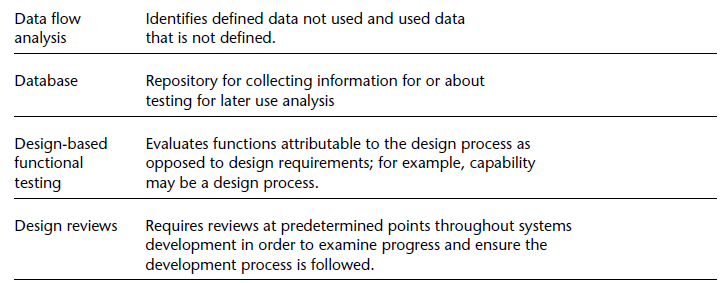 Data flow
analysis
Identifies defined data not used and used data
that is not defined.
Database
Repository for collecting information for or about
testing for later use analysis
Design-based
functional
testing
Evaluates functions attributable to the design process as
opposed to design requirements; for example, capability
may be a design process.
Design reviews
Requires reviews at predetermined points throughout systems
development in order to examine progress and ensure the
development process is followed.